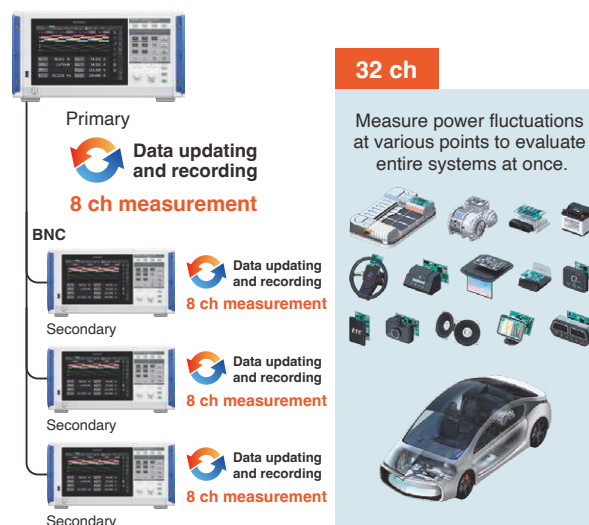 Primary
Data updating
and recording
8 ch measurement
BNC
Data updating
and recording
8 ch measurement
Secondary
Data updating
and recording
8 ch measurement
Secondary
Data updating
and recording
8 ch measurement
Secondary
32 ch
Measure power fluctuations
at various points to evaluate
entire systems at once.
ETC